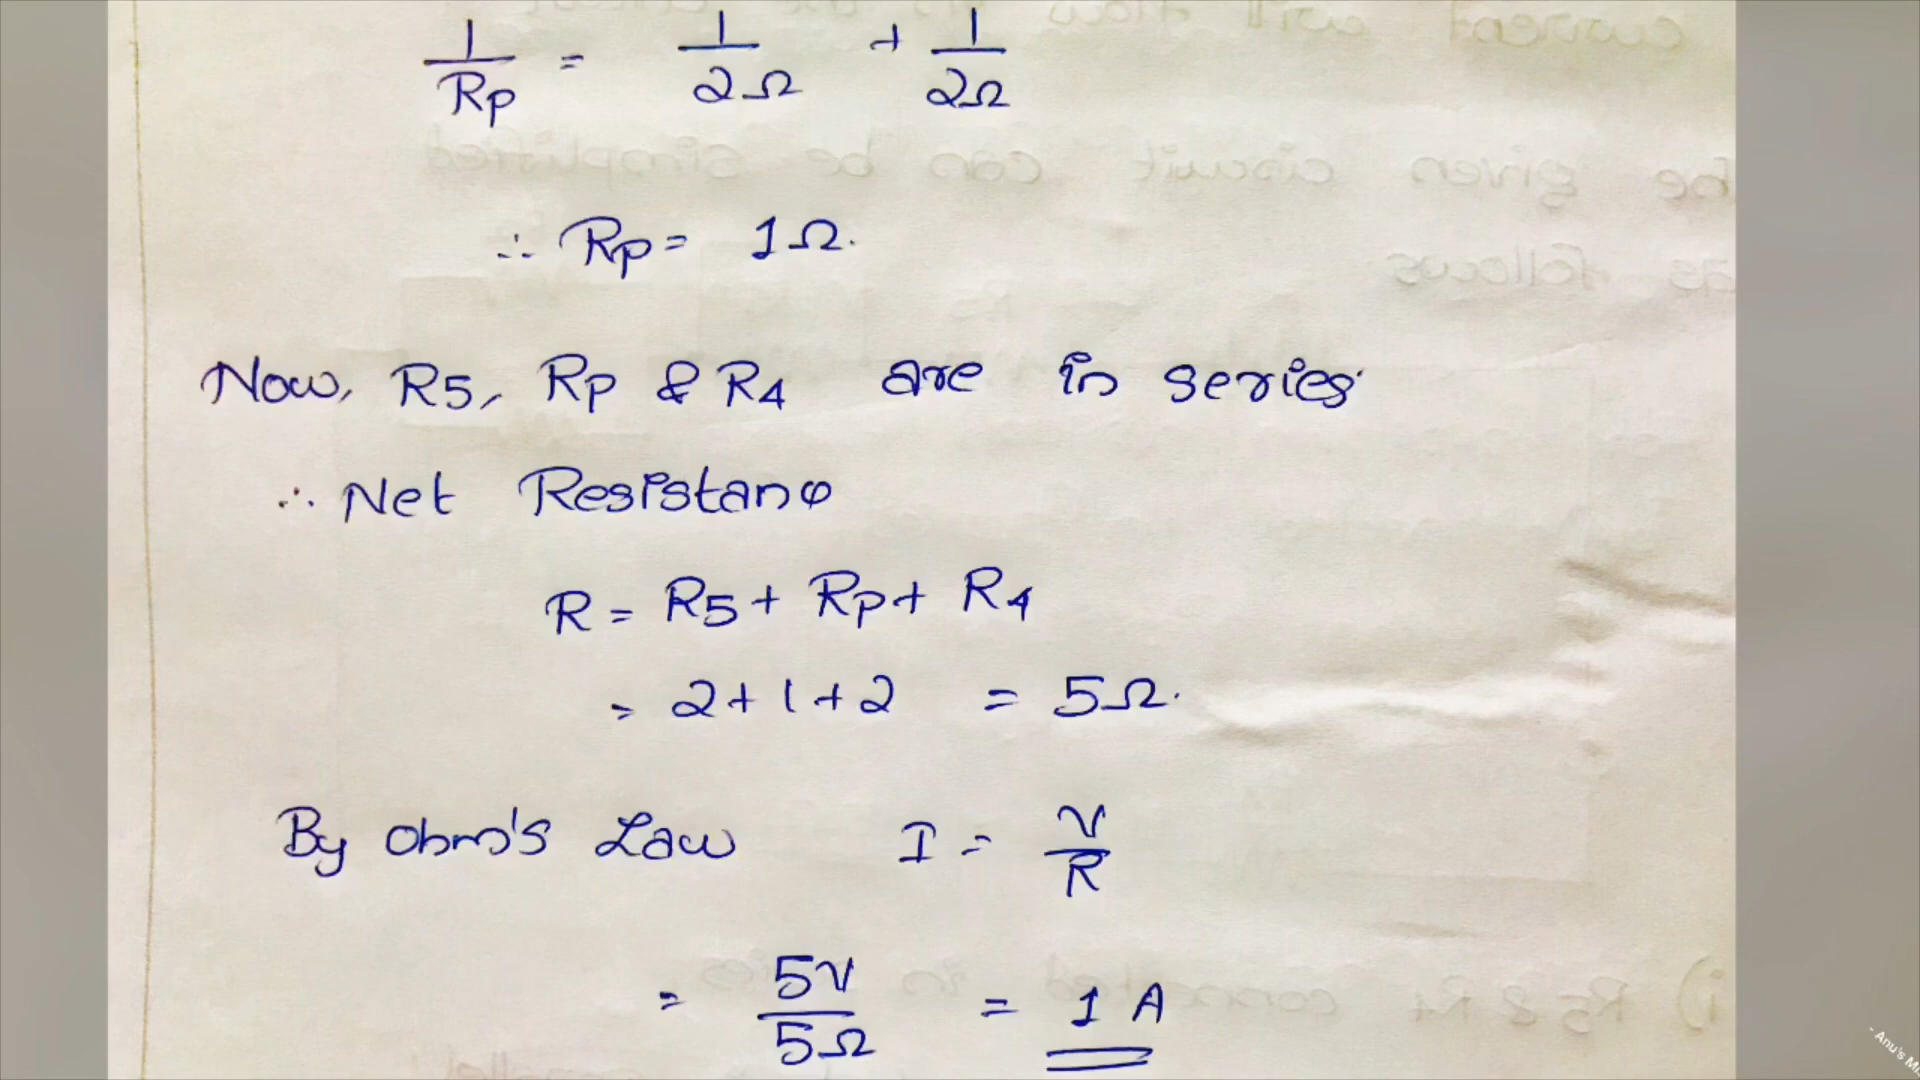 1/Rp = 1/2Ω + 1/2Ω
∴ Rp = 1Ω.
Now, R5, Rp & R4 are in series.
∴ Net Resistance
R = R5 + Rp + R4
= 2+1+2 = 5Ω.
By Ohm's Law I = V/R
= 5V/5Ω = 1 A
- Anu's